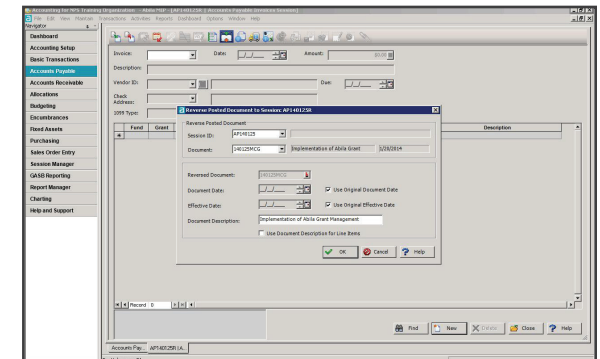 Accounting for NPS Training Organization - Abila MIP - [AP140125R | Accounts Payable Invoices Session]
File Edit View Maintain Transactions Activities Reports Dashboard Options Window Help
Navigator
Dashboard
Accounting Setup
Basic Transactions
Accounts Payable
Accounts Receivable
Allocations
Budgeting
Encumbrances
Fixed Assets
Purchasing
Sales Order Entry
Session Manager
GASB Reporting
Report Manager
Charting
Help and Support
Invoice: Date: Amount: $0.00
Description:
Vendor ID: Due:
Check Address:
1099 Type:
Fund Grant Description
Reverse Posted Document to Session: AP140125R
Reverse Posted Document
Session ID: AP140125
Document: 140125MCG Implementation of Abila Grant 1/28/2014
Reversed Document: 140125MCG
Document Date: Use Original Document Date
Effective Date: Use Original Effective Date
Document Description: Implementation of Abila Grant Management
Use Document Description for Line Items
OK Cancel Help
Record 0
Find New Delete Close Help
Accounts Pay... AP140125R |A...